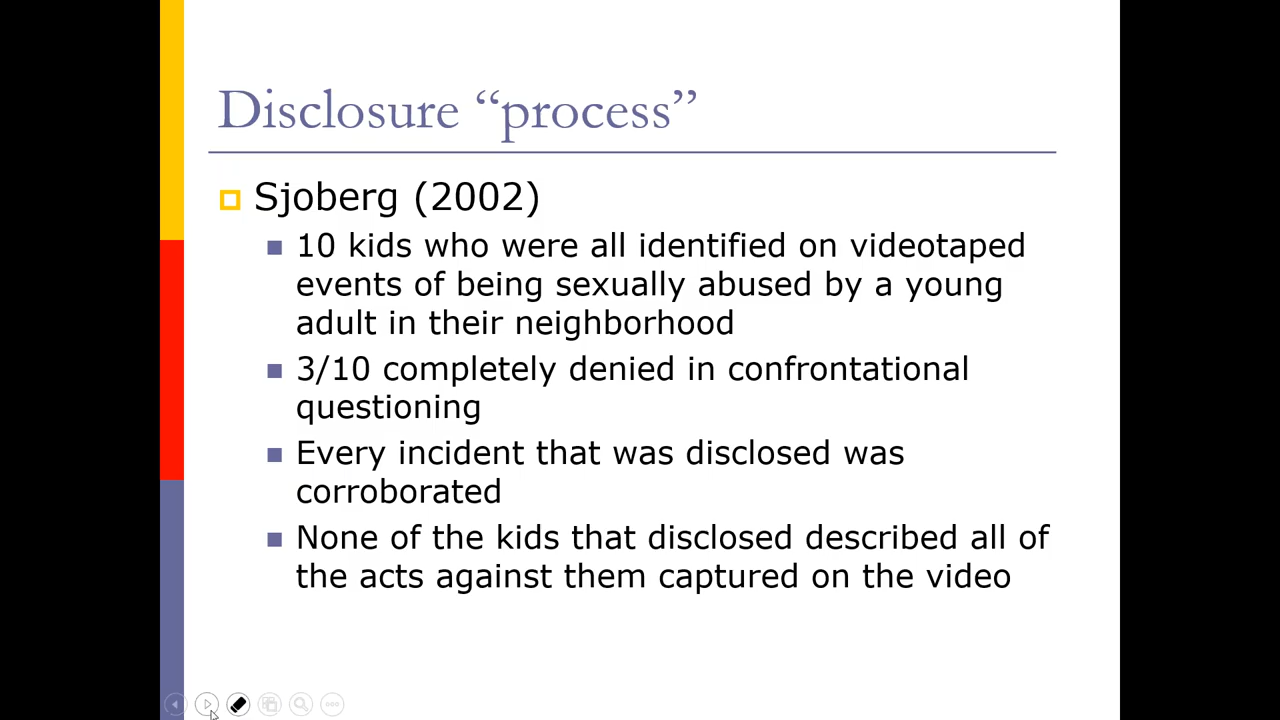 Disclosure “process”
Sjoberg (2002)
10 kids who were all identified on videotaped
events of being sexually abused by a young
adult in their neighborhood
3/10 completely denied in confrontational
questioning
Every incident that was disclosed was
corroborated
None of the kids that disclosed described all of
the acts against them captured on the video